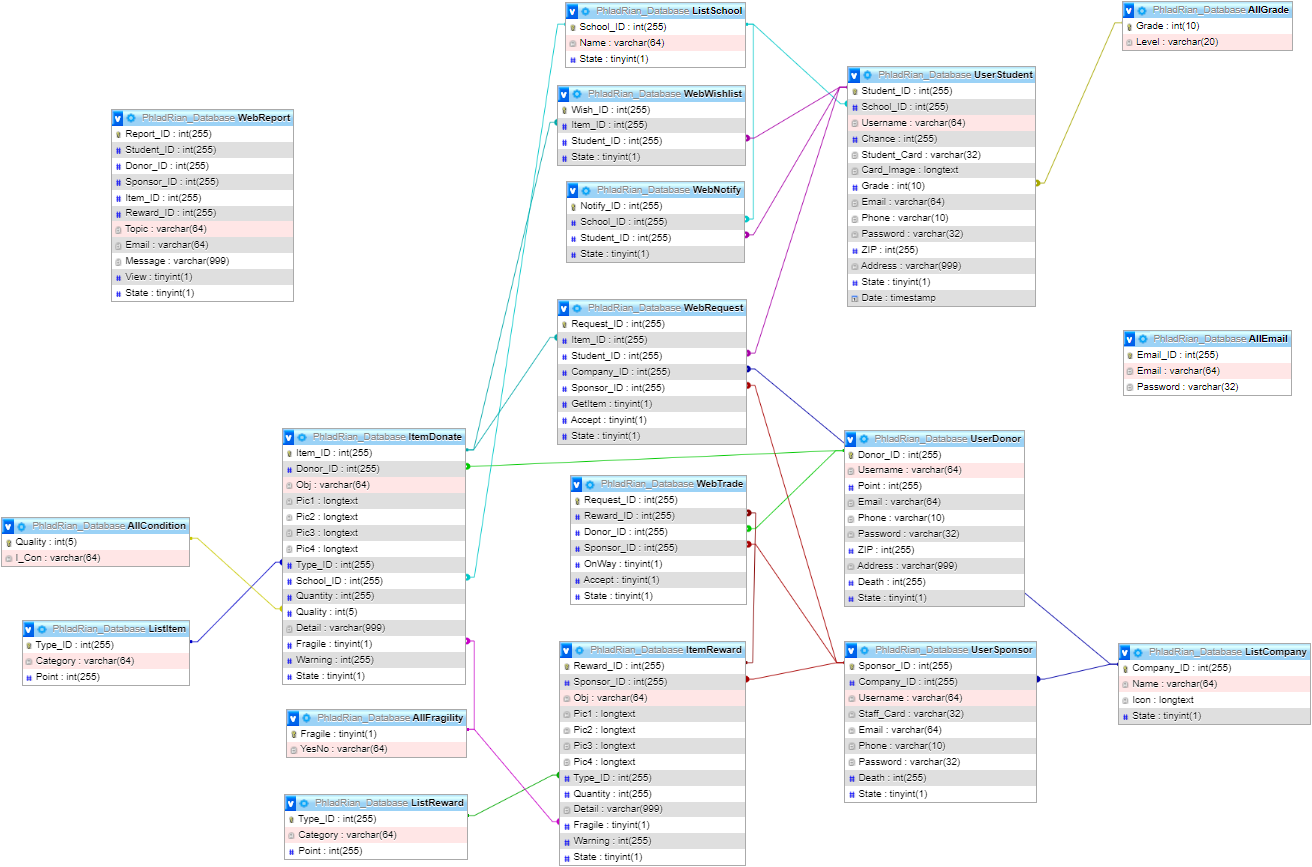 PhladRian_Database ListSchool
School_ID : int(255)
Name : varchar(64)
State : tinyint(1)
PhladRian_Database AllGrade
Grade : int(10)
Level : varchar(20)
PhladRian_Database UserStudent
Student_ID : int(255)
School_ID : int(255)
Username : varchar(64)
Chance : int(255)
Student_Card : varchar(32)
Card_Image : longtext
Grade : int(10)
Email : varchar(64)
Phone : varchar(10)
Password : varchar(32)
ZIP : int(255)
Address : varchar(999)
State : tinyint(1)
Date : timestamp
PhladRian_Database WebWishlist
Wish_ID : int(255)
Item_ID : int(255)
Student_ID : int(255)
State : tinyint(1)
PhladRian_Database WebReport
Report_ID : int(255)
Student_ID : int(255)
Donor_ID : int(255)
Sponsor_ID : int(255)
Item_ID : int(255)
Reward_ID : int(255)
Topic : varchar(64)
Email : varchar(64)
Message : varchar(999)
View : tinyint(1)
State : tinyint(1)
PhladRian_Database WebNotify
Notify_ID : int(255)
School_ID : int(255)
Student_ID : int(255)
State : tinyint(1)
PhladRian_Database WebRequest
Request_ID : int(255)
Item_ID : int(255)
Student_ID : int(255)
Company_ID : int(255)
Sponsor_ID : int(255)
GetItem : tinyint(1)
Accept : tinyint(1)
State : tinyint(1)
PhladRian_Database AllEmail
Email_ID : int(255)
Email : varchar(64)
Password : varchar(32)
PhladRian_Database ItemDonate
Item_ID : int(255)
Donor_ID : int(255)
Obj : varchar(64)
Pic1 : longtext
Pic2 : longtext
Pic3 : longtext
Pic4 : longtext
Type_ID : int(255)
School_ID : int(255)
Quantity : int(255)
Quality : int(5)
Detail : varchar(999)
Fragile : tinyint(1)
Warning : int(255)
State : tinyint(1)
PhladRian_Database UserDonor
Donor_ID : int(255)
Username : varchar(64)
Point : int(255)
Email : varchar(64)
Phone : varchar(10)
Password : varchar(32)
ZIP : int(255)
Address : varchar(999)
Death : int(255)
State : tinyint(1)
PhladRian_Database WebTrade
Request_ID : int(255)
Reward_ID : int(255)
Donor_ID : int(255)
Sponsor_ID : int(255)
OnWay : tinyint(1)
Accept : tinyint(1)
State : tinyint(1)
PhladRian_Database AllCondition
Quality : int(5)
I_Con : varchar(64)
PhladRian_Database ListItem
Type_ID : int(255)
Category : varchar(64)
Point : int(255)
PhladRian_Database ItemReward
Reward_ID : int(255)
Sponsor_ID : int(255)
Obj : varchar(64)
Pic1 : longtext
Pic2 : longtext
Pic3 : longtext
Pic4 : longtext
Type_ID : int(255)
Quantity : int(255)
Detail : varchar(999)
Fragile : tinyint(1)
Warning : int(255)
State : tinyint(1)
PhladRian_Database UserSponsor
Sponsor_ID : int(255)
Company_ID : int(255)
Username : varchar(64)
Staff_Card : varchar(32)
Email : varchar(64)
Phone : varchar(10)
Password : varchar(32)
Death : int(255)
State : tinyint(1)
PhladRian_Database ListCompany
Company_ID : int(255)
Name : varchar(64)
Icon : longtext
State : tinyint(1)
PhladRian_Database AllFragility
Fragile : tinyint(1)
YesNo : varchar(64)
PhladRian_Database ListReward
Type_ID : int(255)
Category : varchar(64)
Point : int(255)